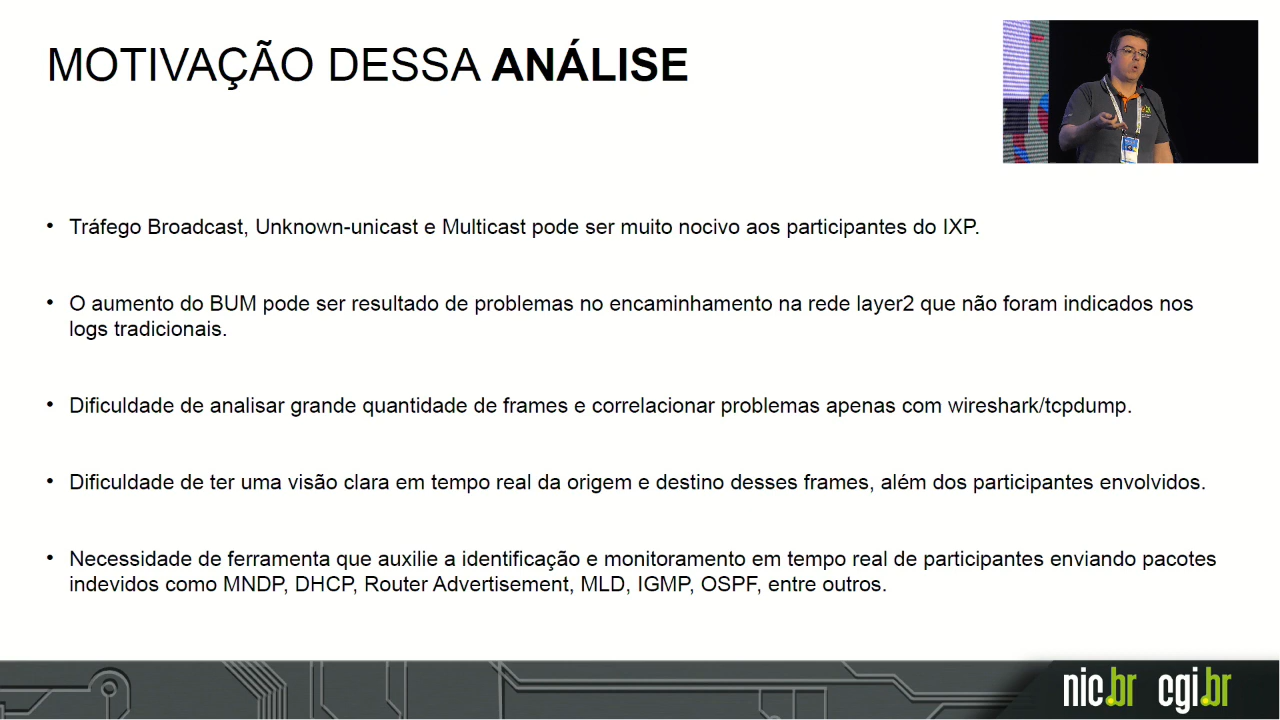 MOTIVAÇÃO DESSA ANÁLISE
• Tráfego Broadcast, Unknown-unicast e Multicast pode ser muito nocivo aos participantes do IXP.
• O aumento do BUM pode ser resultado de problemas no encaminhamento na rede layer2 que não foram indicados nos
logs tradicionais.
• Dificuldade de analisar grande quantidade de frames e correlacionar problemas apenas com wireshark/tcpdump.
• Dificuldade de ter uma visão clara em tempo real da origem e destino desses frames, além dos participantes envolvidos.
• Necessidade de ferramenta que auxilie a identificação e monitoramento em tempo real de participantes enviando pacotes
indevidos como MNDP, DHCP, Router Advertisement, MLD, IGMP, OSPF, entre outros.
nic.br cgi.br